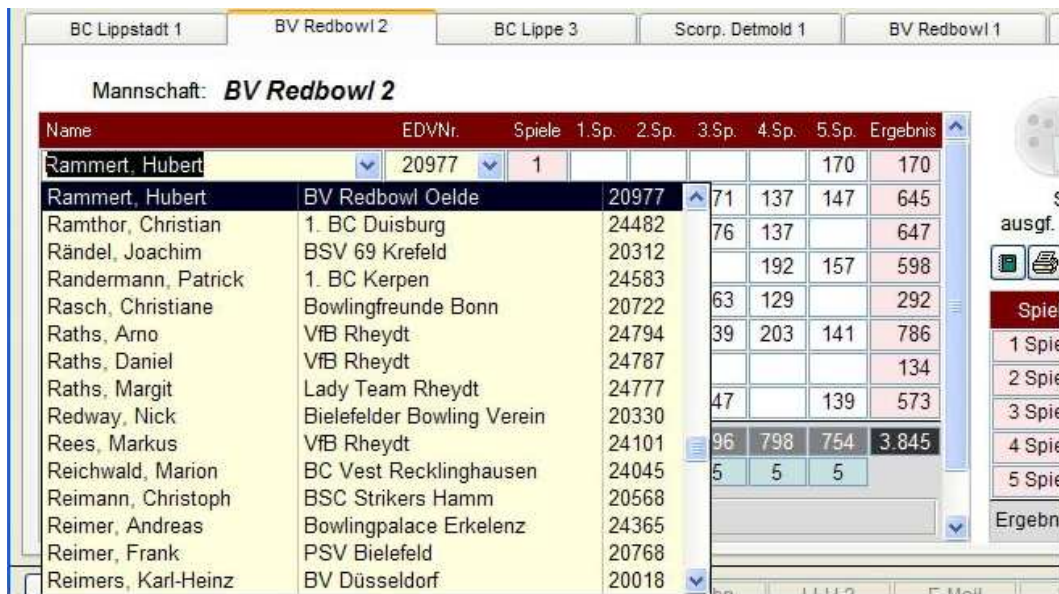 BC Lippstadt 1 BV Redbowl 2 BC Lippe 3 Scorp. Detmold 1 BV Redbowl 1
Mannschaft: BV Redbowl 2
Name EDVNr. Spiele 1.Sp. 2.Sp. 3.Sp. 4.Sp. 5.Sp. Ergebnis
Rammert, Hubert 20977 1 170 170
Rammert, Hubert BV Redbowl Oelde 20977 71 137 147 645
Ramthor, Christian 1. BC Duisburg 24482 76 137 647
ausgf.
Rändel, Joachim BSV 69 Krefeld 20312
Randermann, Patrick 1. BC Kerpen 24583 192 157 598
Rasch, Christiane Bowlingfreunde Bonn 20722 63 129 292
Spie
Raths, Arno VfB Rheydt 24794 39 203 141 786
1 Spie
Raths, Daniel VfB Rheydt 24787 134
2 Spie
Raths, Margit Lady Team Rheydt 24777 47 139 573
3 Spie
Redway, Nick Bielefelder Bowling Verein 20330
Rees, Markus VfB Rheydt 24101 96 798 754 3.845
4 Spie
Reichwald, Marion BC Vest Recklinghausen 24045 5 5 5
5 Spie
Reimann, Christoph BSC Strikers Hamm 20568
Reimer, Andreas Bowlingpalace Erkelenz 24365
Ergebn
Reimer, Frank PSV Bielefeld 20768
Reimers, Karl-Heinz BV Düsseldorf 20018